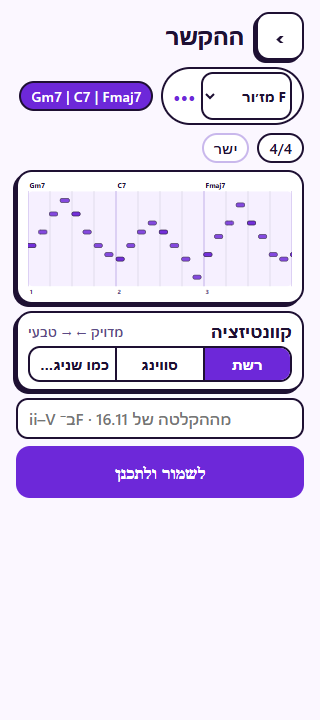 ההקשר
F מז׳ור ••• Gm7 | C7 | Fmaj7
4/4 ישר
Gm7 C7 Fmaj7
1 2 3
קוונטיזציה מדויק ←→ טבעי
רשת סווינג כמו שניג...
מההקלטה של 16.11 · ii–V ב־F
לשמור ולתכנן